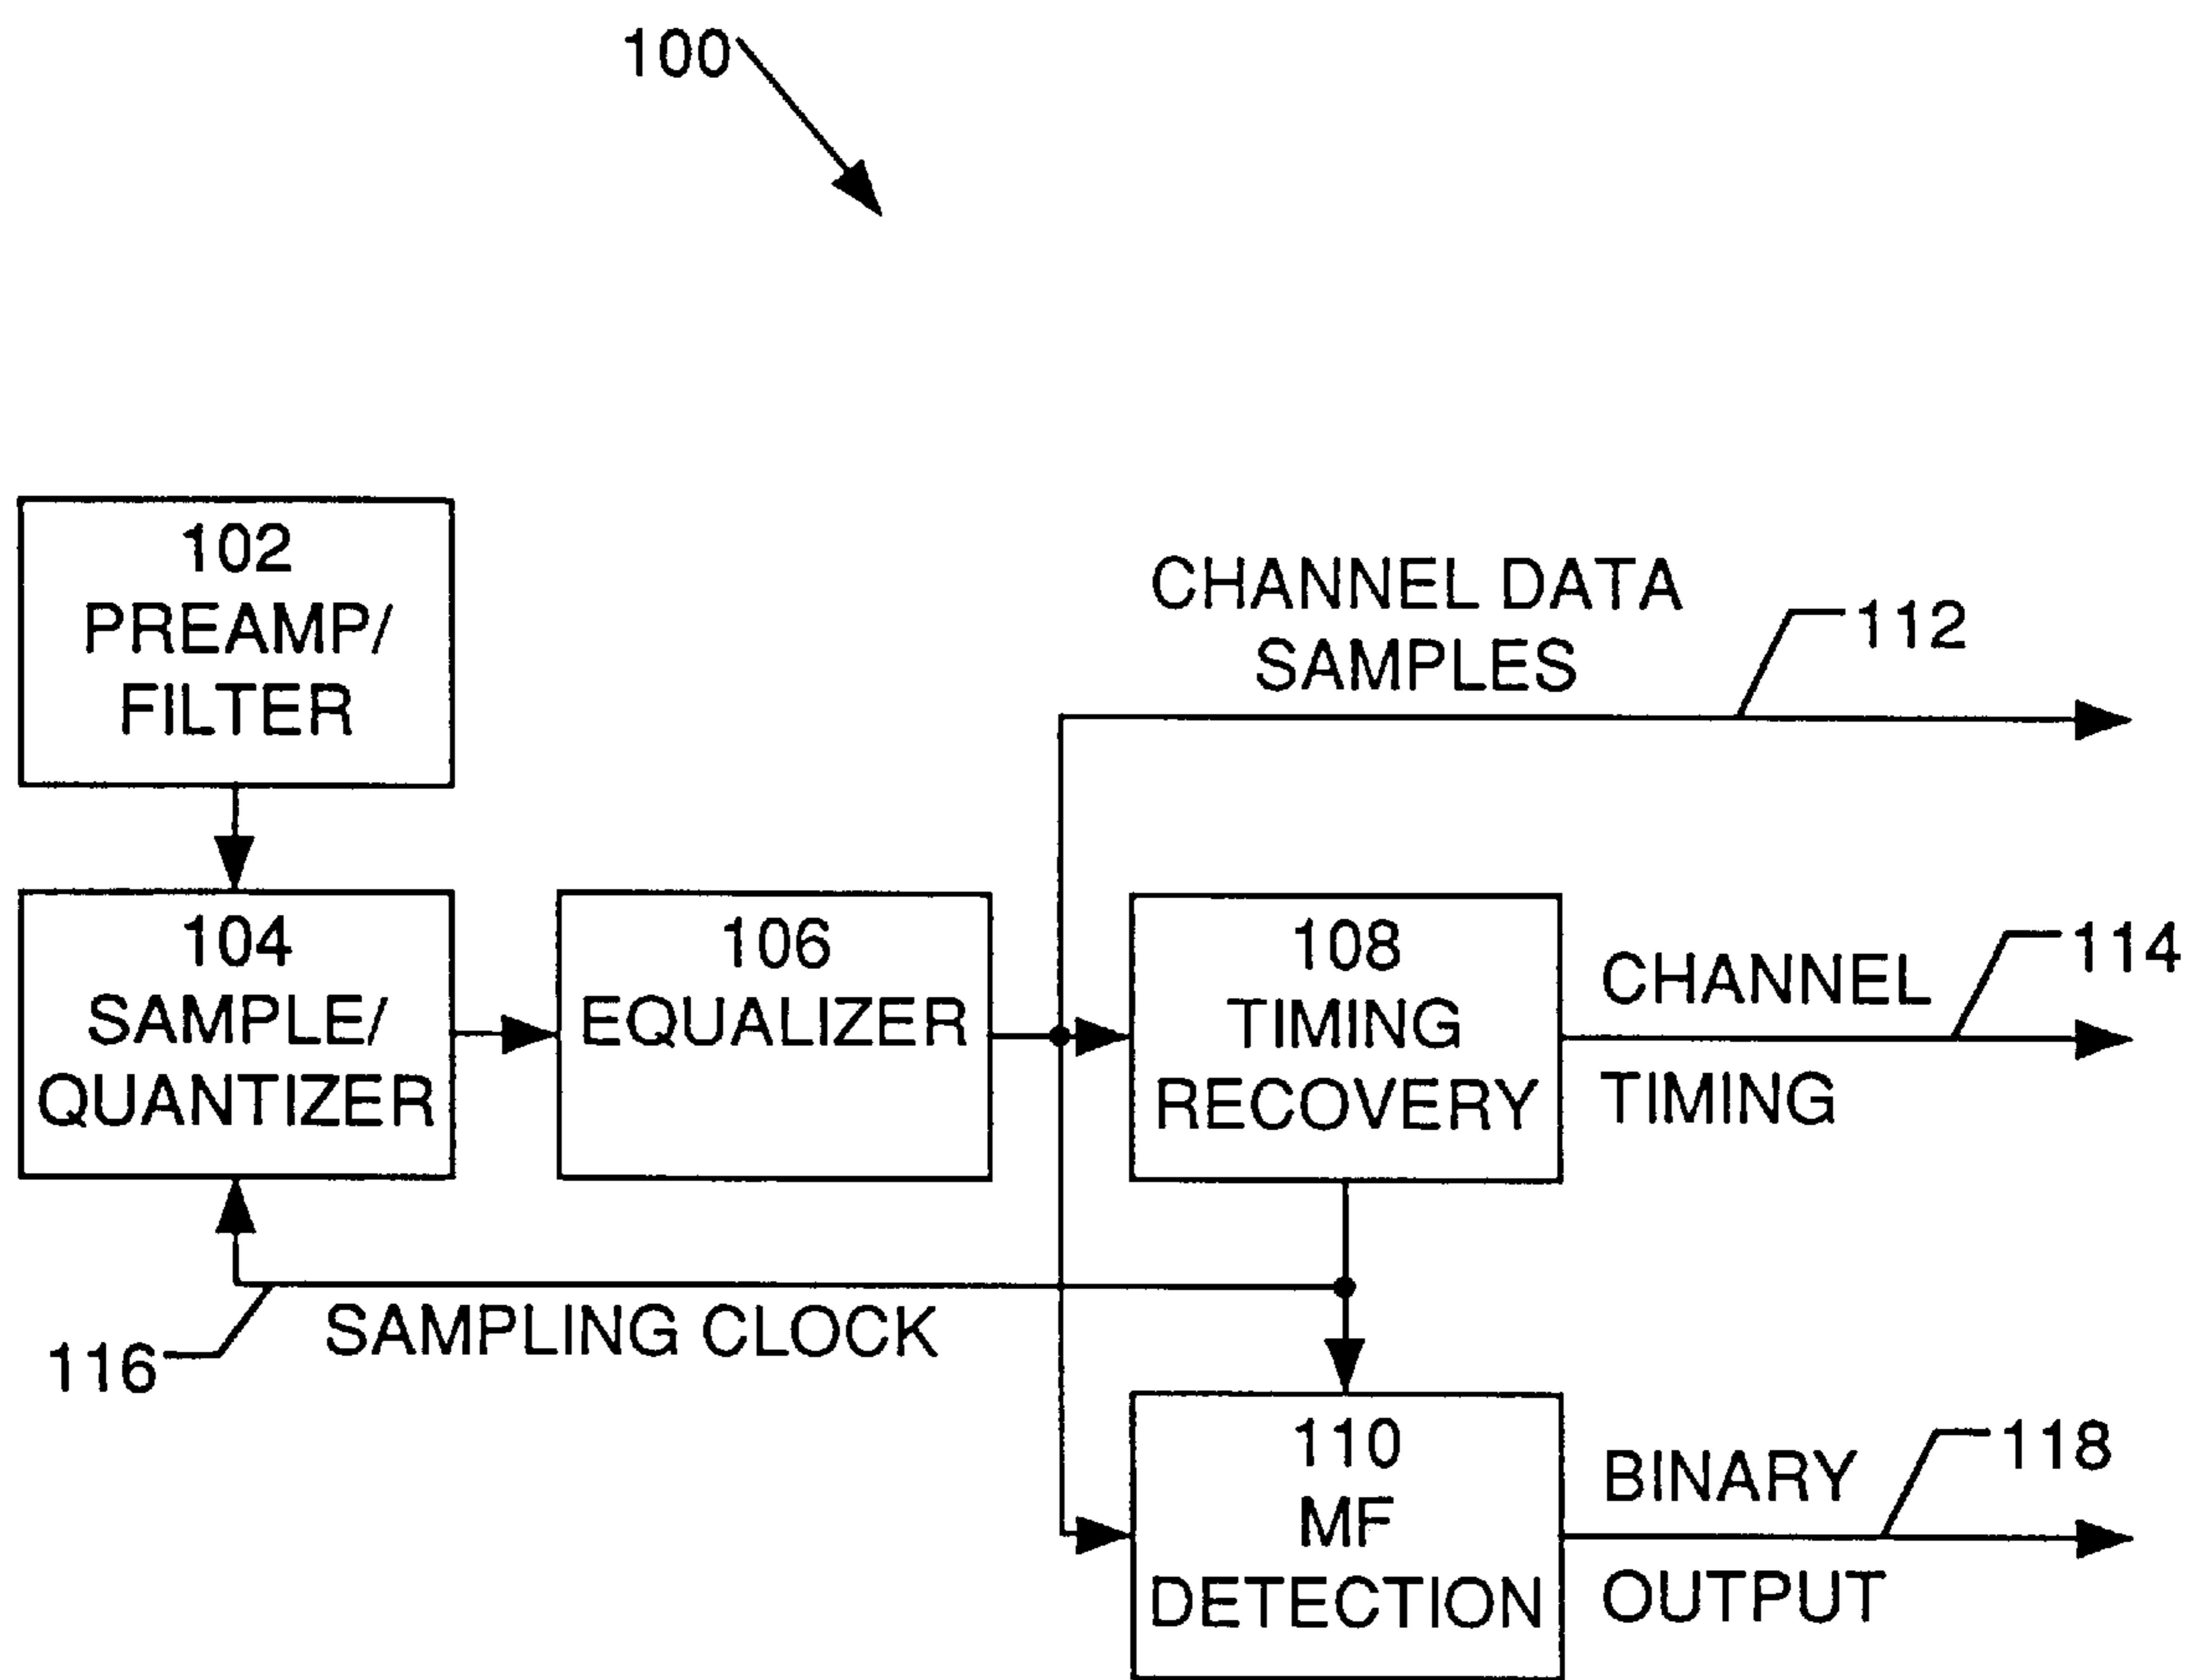 100
102
PREAMP/
FILTER
CHANNEL DATA
SAMPLES
112
104
SAMPLE/
QUANTIZER
106
EQUALIZER
108
TIMING
RECOVERY
CHANNEL
TIMING
114
116
SAMPLING CLOCK
110
MF
DETECTION
BINARY
OUTPUT
118